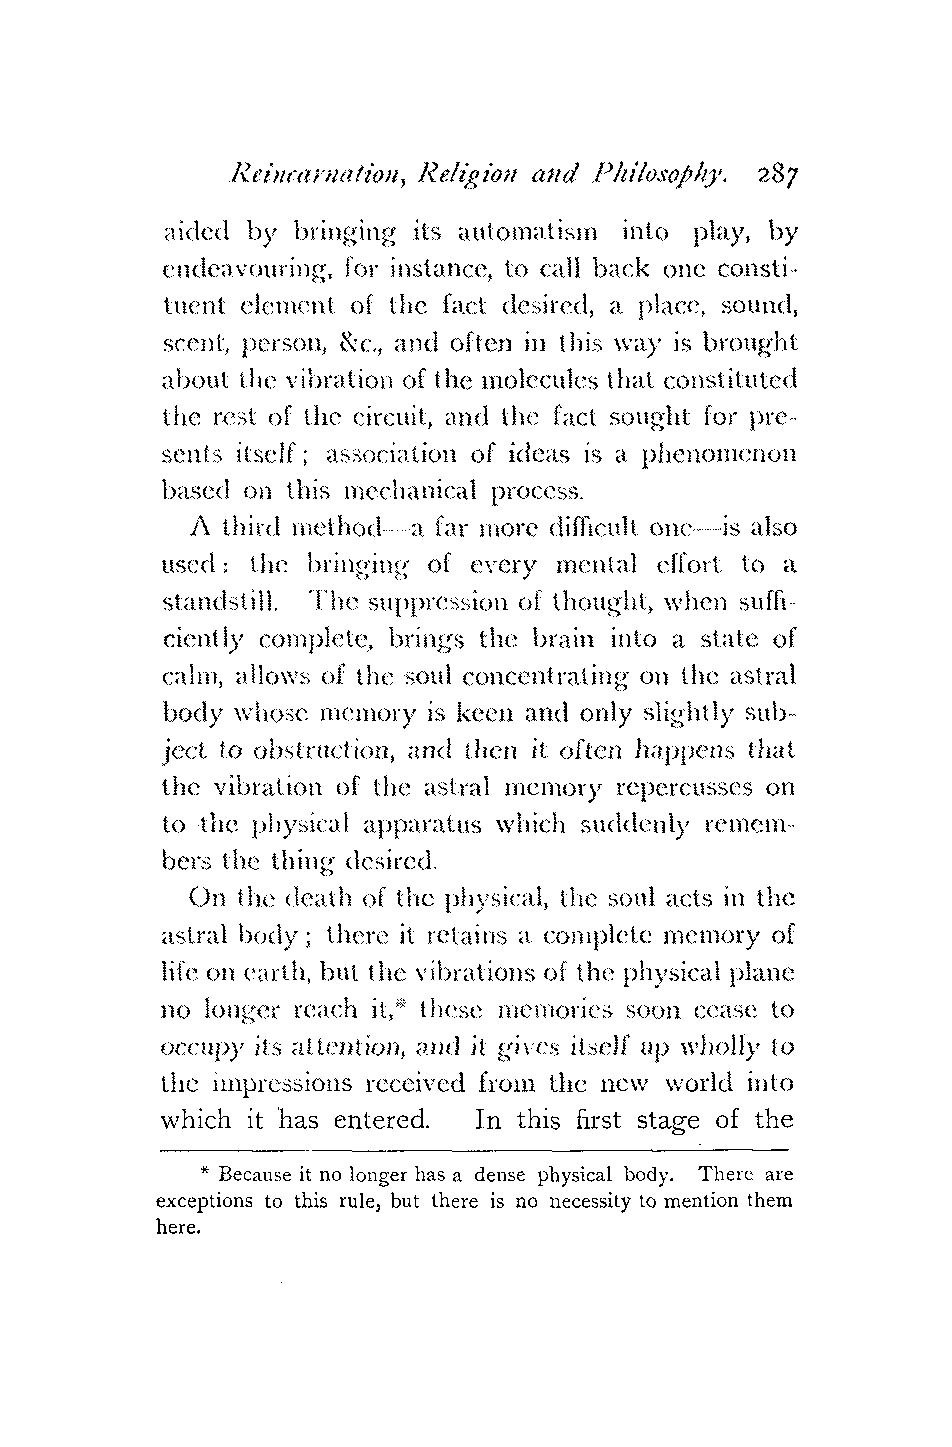 Reincarnation, Religion and Philosophy. 287
aided by bringing its automatism into play, by
endeavouring, for instance, to call back one consti-
tuent element of the fact desired, a place, sound,
scent, person, &c., and often in this way is brought
about the vibration of the molecules that constituted
the rest of the circuit, and the fact sought for pre-
sents itself; association of ideas is a phenomenon
based on this mechanical process.
A third method—a far more difficult one—is also
used: the bringing of every mental effort to a
standstill. The suppression of thought, when suffi-
ciently complete, brings the brain into a state of
calm, allows of the soul concentrating on the astral
body whose memory is keen and only slightly sub-
ject to obstruction, and then it often happens that
the vibration of the astral memory repercusses on
to the physical apparatus which suddenly remem-
bers the thing desired.
On the death of the physical, the soul acts in the
astral body; there it retains a complete memory of
life on earth, but the vibrations of the physical plane
no longer reach it,* these memories soon cease to
occupy its attention, and it gives itself up wholly to
the impressions received from the new world into
which it has entered. In this first stage of the
* Because it no longer has a dense physical body. There are
exceptions to this rule, but there is no necessity to mention them
here.